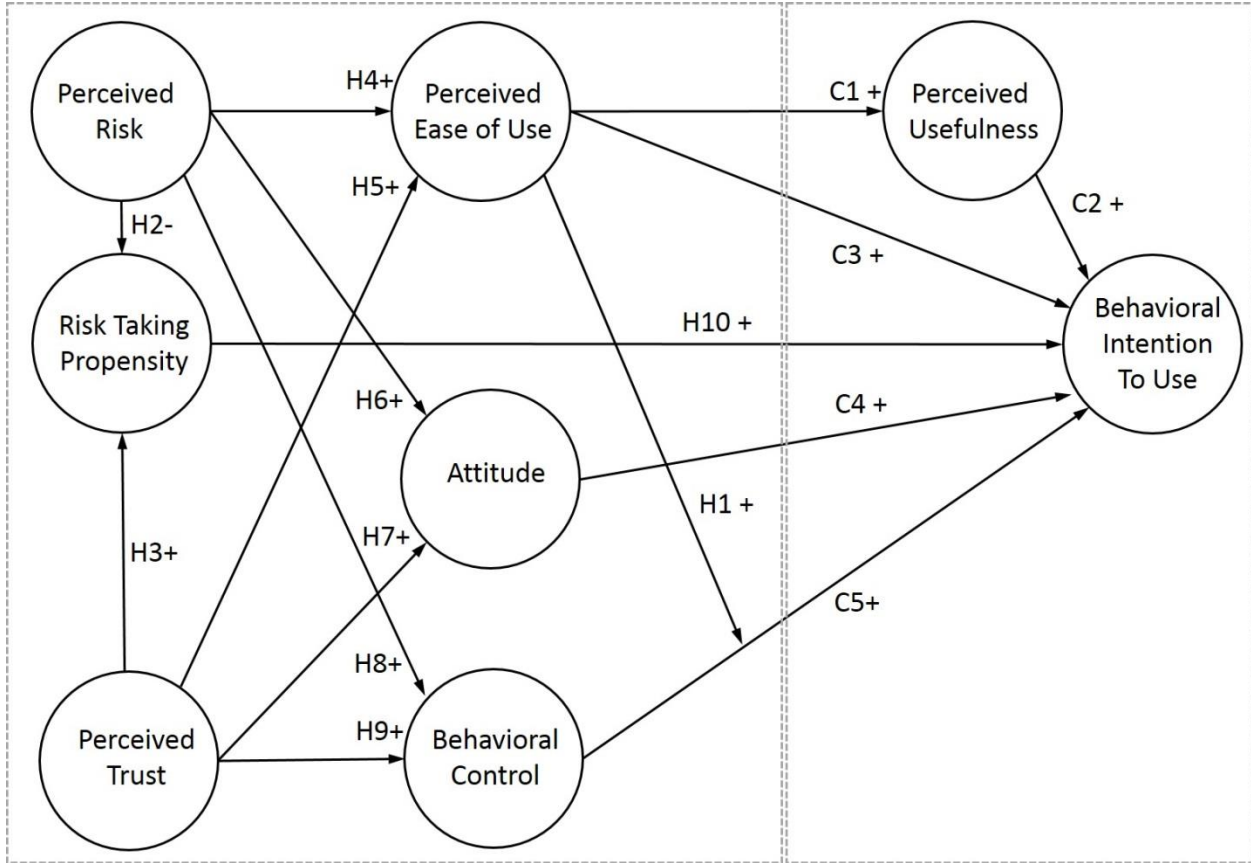 Perceived
Risk
H4+
Perceived
Ease of Use
C1 +
Perceived
Usefulness
H5+
H2-
C2 +
C3 +
Risk Taking
Propensity
H10 +
Behavioral
Intention
To Use
H6+
C4 +
Attitude
H1 +
H7+
H3+
C5+
H8+
H9+
Perceived
Trust
Behavioral
Control